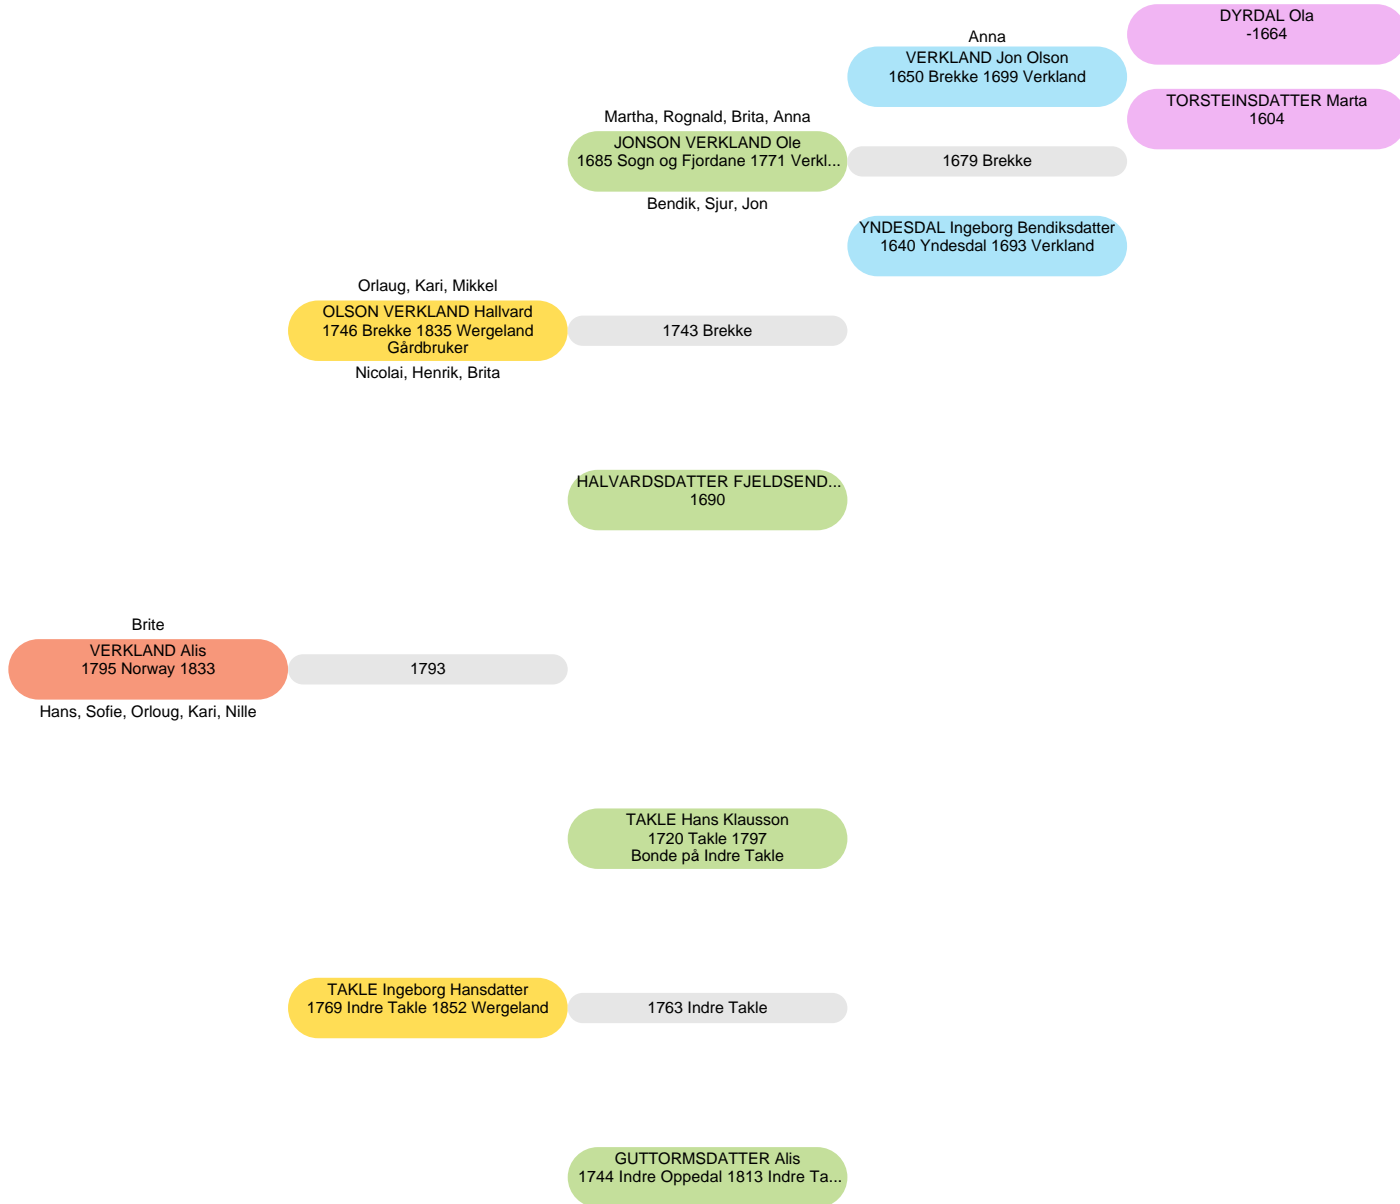 DYRDAL Ola
-1664
Anna
VERKLAND Jon Olson
1650 Brekke 1699 Verkland
TORSTEINSDATTER Marta
1604
Martha, Rognald, Brita, Anna
JONSON VERKLAND Ole
1685 Sogn og Fjordane 1771 Verkl...
1679 Brekke
Bendik, Sjur, Jon
YNDESDAL Ingeborg Bendiksdatter
1640 Yndesdal 1693 Verkland
Orlaug, Kari, Mikkel
OLSON VERKLAND Hallvard
1746 Brekke 1835 Wergeland
Gårdbruker
1743 Brekke
Nicolai, Henrik, Brita
HALVARDSDATTER FJELDSEND...
1690
Brite
VERKLAND Alis
1795 Norway 1833
1793
Hans, Sofie, Orloug, Kari, Nille
TAKLE Hans Klausson
1720 Takle 1797
Bonde på Indre Takle
TAKLE Ingeborg Hansdatter
1769 Indre Takle 1852 Wergeland
1763 Indre Takle
GUTTORMSDATTER Alis
1744 Indre Oppedal 1813 Indre Ta...